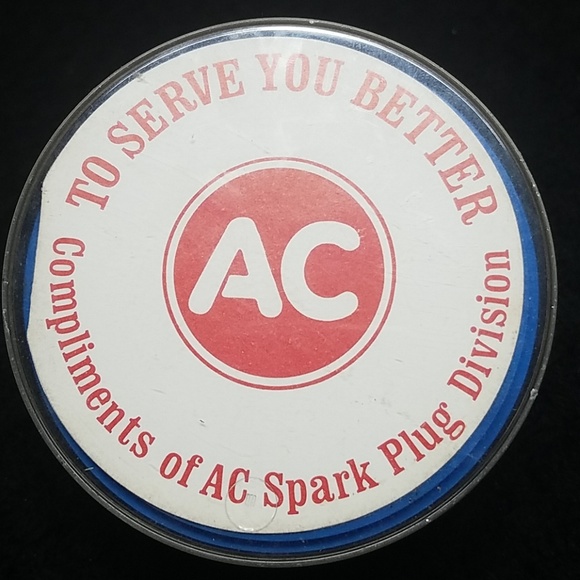 TO SERVE YOU BETTER
AC
Compliments of AC Spark Plug Division